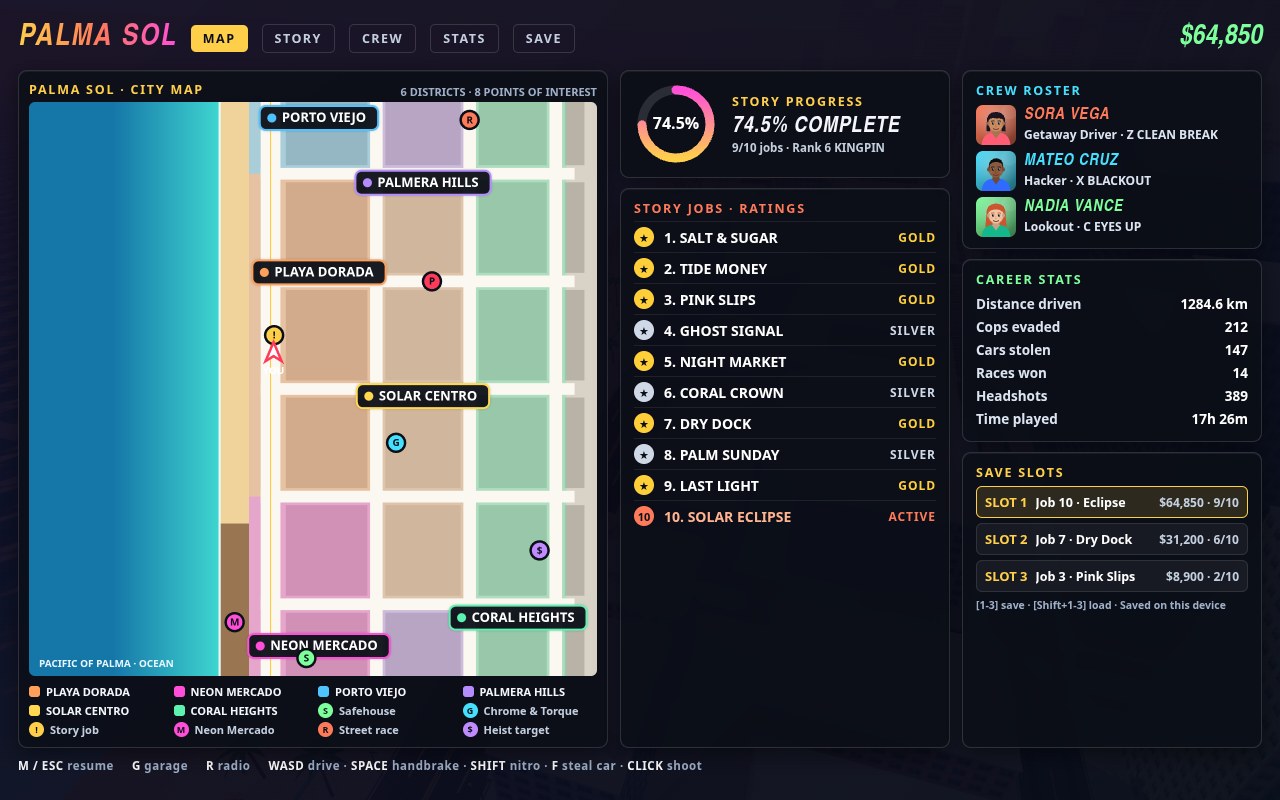 PALMA SOL
MAP
STORY
CREW
STATS
SAVE
$64,850
PALMA SOL · CITY MAP
6 DISTRICTS · 8 POINTS OF INTEREST
PORTO VIEJO
R
PALMERA HILLS
PLAYA DORADA
P
!
SOLAR CENTRO
G
$
CORAL HEIGHTS
M
NEON MERCADO
S
PACIFIC OF PALMA · OCEAN
PLAYA DORADA
NEON MERCADO
PORTO VIEJO
PALMERA HILLS
SOLAR CENTRO
CORAL HEIGHTS
S Safehouse
G Chrome & Torque
! Story job
M Neon Mercado
R Street race
$ Heist target
74.5%
STORY PROGRESS
74.5% COMPLETE
9/10 jobs · Rank 6 KINGPIN
STORY JOBS · RATINGS
★ 1. SALT & SUGAR GOLD
★ 2. TIDE MONEY GOLD
★ 3. PINK SLIPS GOLD
★ 4. GHOST SIGNAL SILVER
★ 5. NIGHT MARKET GOLD
★ 6. CORAL CROWN SILVER
★ 7. DRY DOCK GOLD
★ 8. PALM SUNDAY SILVER
★ 9. LAST LIGHT GOLD
10 10. SOLAR ECLIPSE ACTIVE
CREW ROSTER
SORA VEGA
Getaway Driver · Z CLEAN BREAK
MATEO CRUZ
Hacker · X BLACKOUT
NADIA VANCE
Lookout · C EYES UP
CAREER STATS
Distance driven 1284.6 km
Cops evaded 212
Cars stolen 147
Races won 14
Headshots 389
Time played 17h 26m
SAVE SLOTS
SLOT 1 Job 10 · Eclipse $64,850 · 9/10
SLOT 2 Job 7 · Dry Dock $31,200 · 6/10
SLOT 3 Job 3 · Pink Slips $8,900 · 2/10
[1-3] save · [Shift+1-3] load · Saved on this device
M / ESC resume G garage R radio WASD drive · SPACE handbrake · SHIFT nitro · F steal car · CLICK shoot